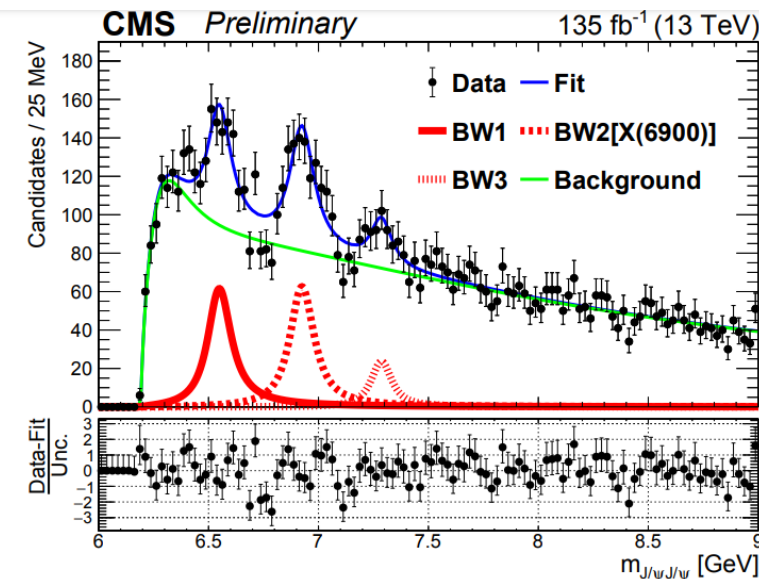 CMS Preliminary 135 fb⁻¹ (13 TeV)
Candidates / 25 MeV
180
160
140
120
100
80
60
40
20
0
Data Fit
BW1 BW2[X(6900)]
BW3 Background
Data-Fit
Unc.
3
2
1
0
−1
−2
−3
6 6.5 7 7.5 8 8.5 9
m_J/ψJ/ψ [GeV]